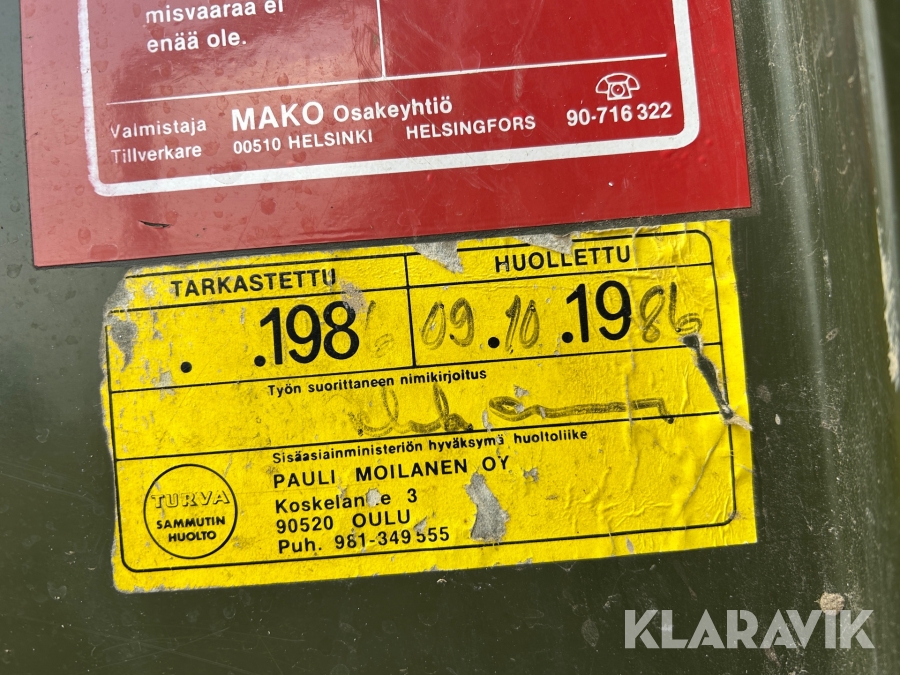 misvaaraa ei
enää ole.
Valmistaja MAKO Osakeyhtiö 90-716 322
Tillverkare 00510 HELSINKI HELSINGFORS
TARKASTETTU HUOLLETTU
. .198 09.10.1986
Työn suorittaneen nimikirjoitus
Sisäasiainministeriön hyväksymä huoltoliike
PAULI MOILANEN OY
Koskelantie 3
90520 OULU
Puh. 981-349 555
TURVA
SAMMUTIN
HUOLTO
KLARAVIK